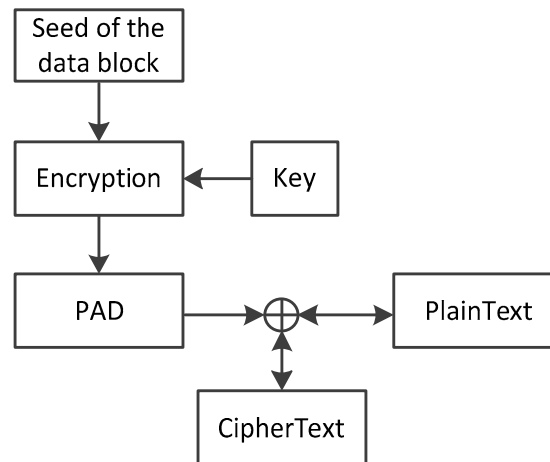 Seed of the
data block
Encryption
Key
PAD
PlainText
CipherText